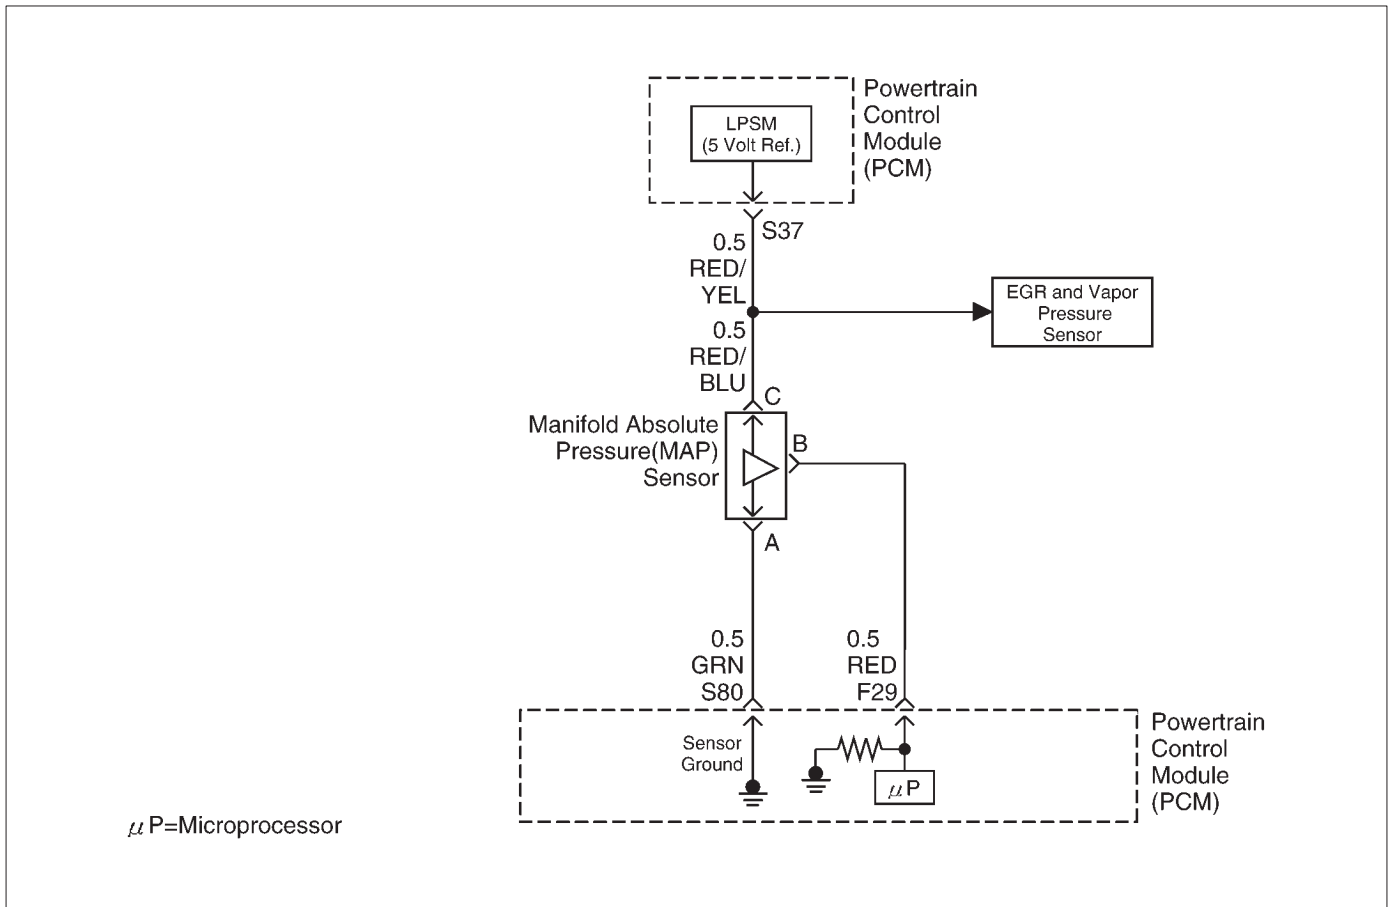 Powertrain
Control
Module
(PCM)
LPSM
(5 Volt Ref.)
S37
0.5
RED/
YEL
EGR and Vapor
Pressure
Sensor
0.5
RED/
BLU
C
Manifold Absolute
Pressure(MAP)
Sensor
B
A
0.5
GRN
S80
0.5
RED
F29
Sensor
Ground
μP
Powertrain
Control
Module
(PCM)
μP=Microprocessor